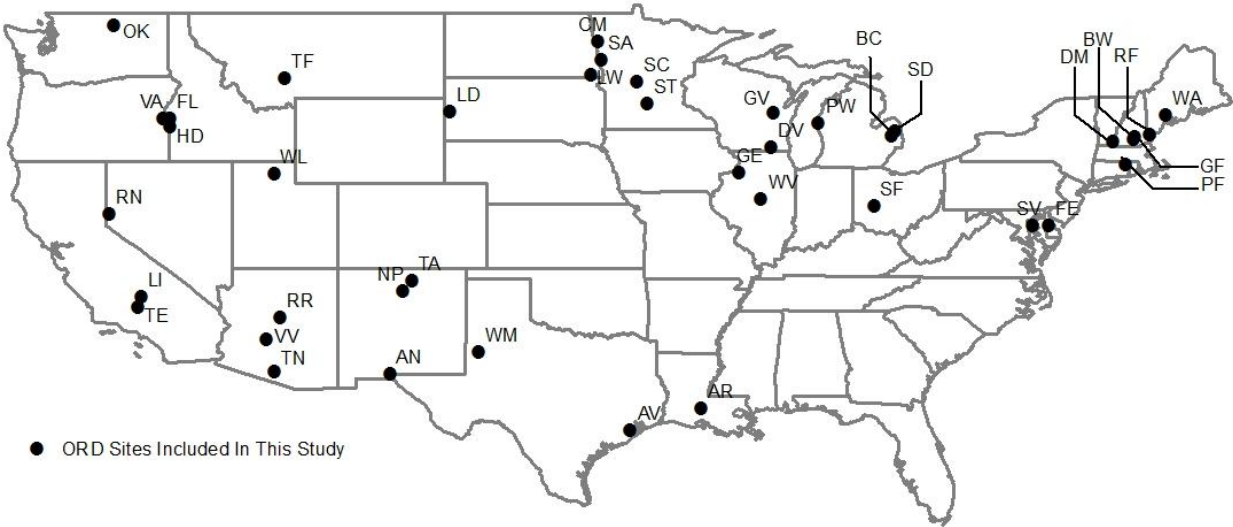 CM
OK
SA
BC
BW
DM
RF
TF
SC
SD
LW
ST
LD
GV
PW
WA
VA
FL
HD
DV
GE
WL
GF
PF
WV
SF
RN
SV
FE
TA
NP
LI
TE
RR
VV
WM
TN
AN
AR
AV
ORD Sites Included In This Study